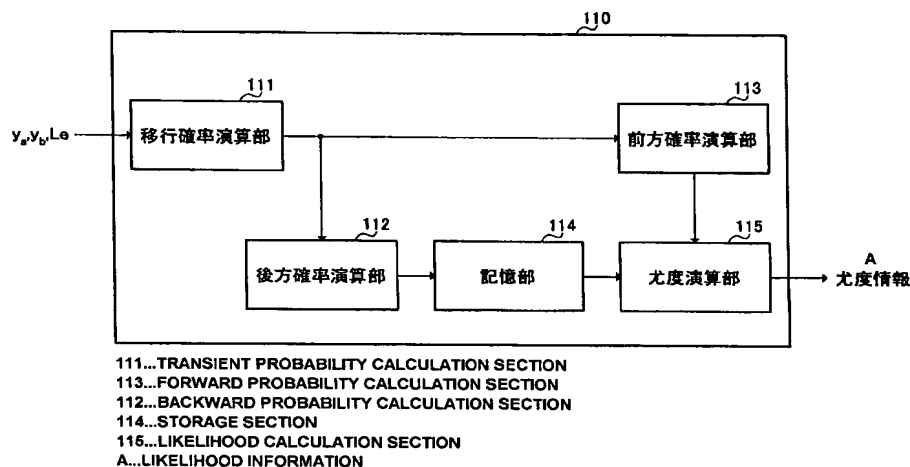 110
111
113
ya,yb,Le
移行確率演算部
前方確率演算部
112
114
115
後方確率演算部
記憶部
尤度演算部
A
尤度情報
111...TRANSIENT PROBABILITY CALCULATION SECTION
113...FORWARD PROBABILITY CALCULATION SECTION
112...BACKWARD PROBABILITY CALCULATION SECTION
114...STORAGE SECTION
115...LIKELIHOOD CALCULATION SECTION
A...LIKELIHOOD INFORMATION